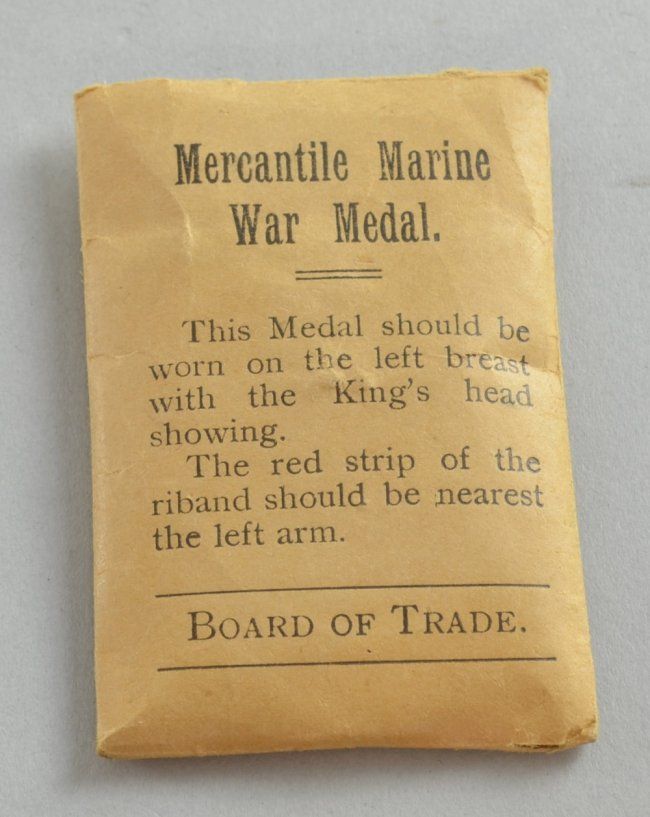 Mercantile Marine
War Medal.
This Medal should be
worn on the left breast
with the King's head
showing.
The red strip of the
riband should be nearest
the left arm.
BOARD OF TRADE.